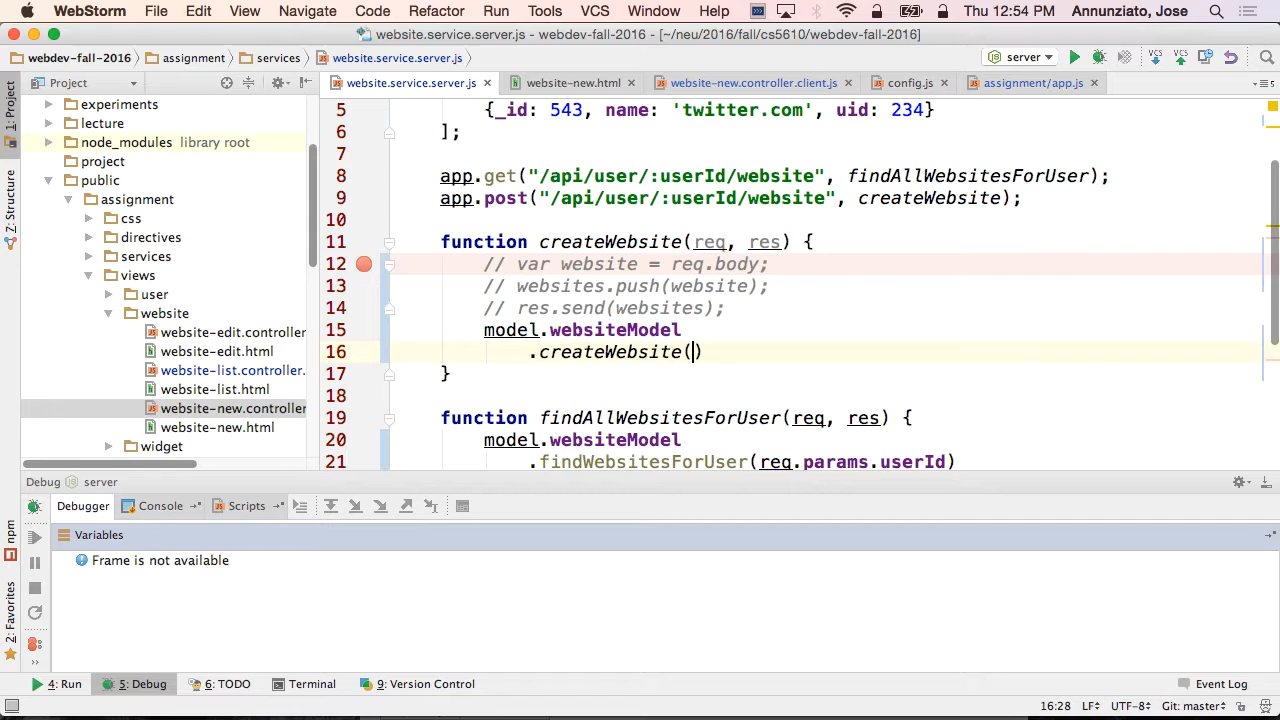 WebStorm File Edit View Navigate Code Refactor Run Tools VCS Window Help Thu 12:54 PM Annunziato, Jose
website.service.server.js - webdev-fall-2016 - [~/neu/2016/fall/cs5610/webdev-fall-2016]
webdev-fall-2016 assignment services website.service.server.js server VCS VCS
Project website.service.server.js website-new.html website-new.controller.client.js config.js assignment/app.js
1: Project
Z: Structure
npm
2: Favorites
experiments
lecture
node_modules library root
project
public
assignment
css
directives
services
views
user
website
website-edit.controller
website-edit.html
website-list.controller.
website-list.html
website-new.controller
website-new.html
widget
5 {_id: 543, name: 'twitter.com', uid: 234}
6 ];
7
8 app.get("/api/user/:userId/website", findAllWebsitesForUser);
9 app.post("/api/user/:userId/website", createWebsite);
10
11 function createWebsite(req, res) {
12 // var website = req.body;
13 // websites.push(website);
14 // res.send(websites);
15 model.websiteModel
16 .createWebsite()
17 }
18
19 function findAllWebsitesForUser(req, res) {
20 model.websiteModel
21 .findWebsitesForUser(req.params.userId)
Debug server
Debugger Console Scripts
Variables
Frame is not available
4: Run 5: Debug 6: TODO Terminal 9: Version Control Event Log
16:28 LF÷ UTF-8÷ Git: master÷